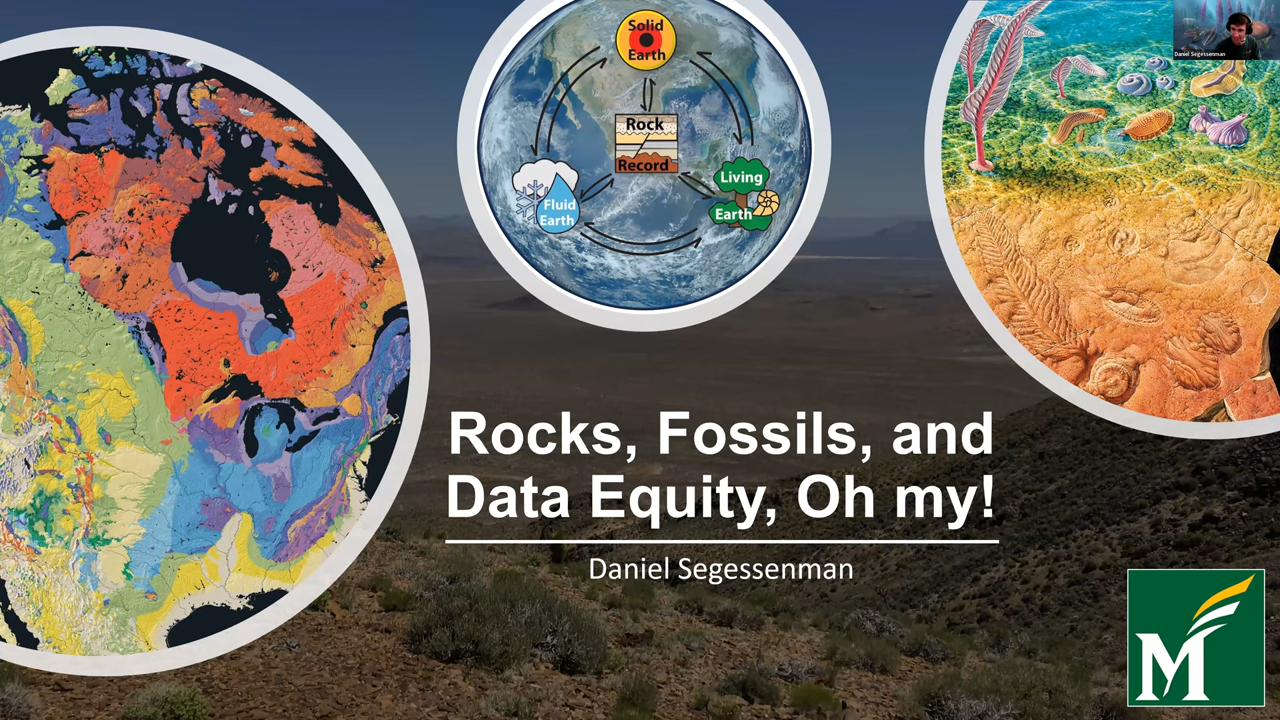 Solid
Earth
Rock
Record
Fluid
Earth
Living
Earth
Daniel Segessenman
Rocks, Fossils, and
Data Equity, Oh my!
Daniel Segessenman
M